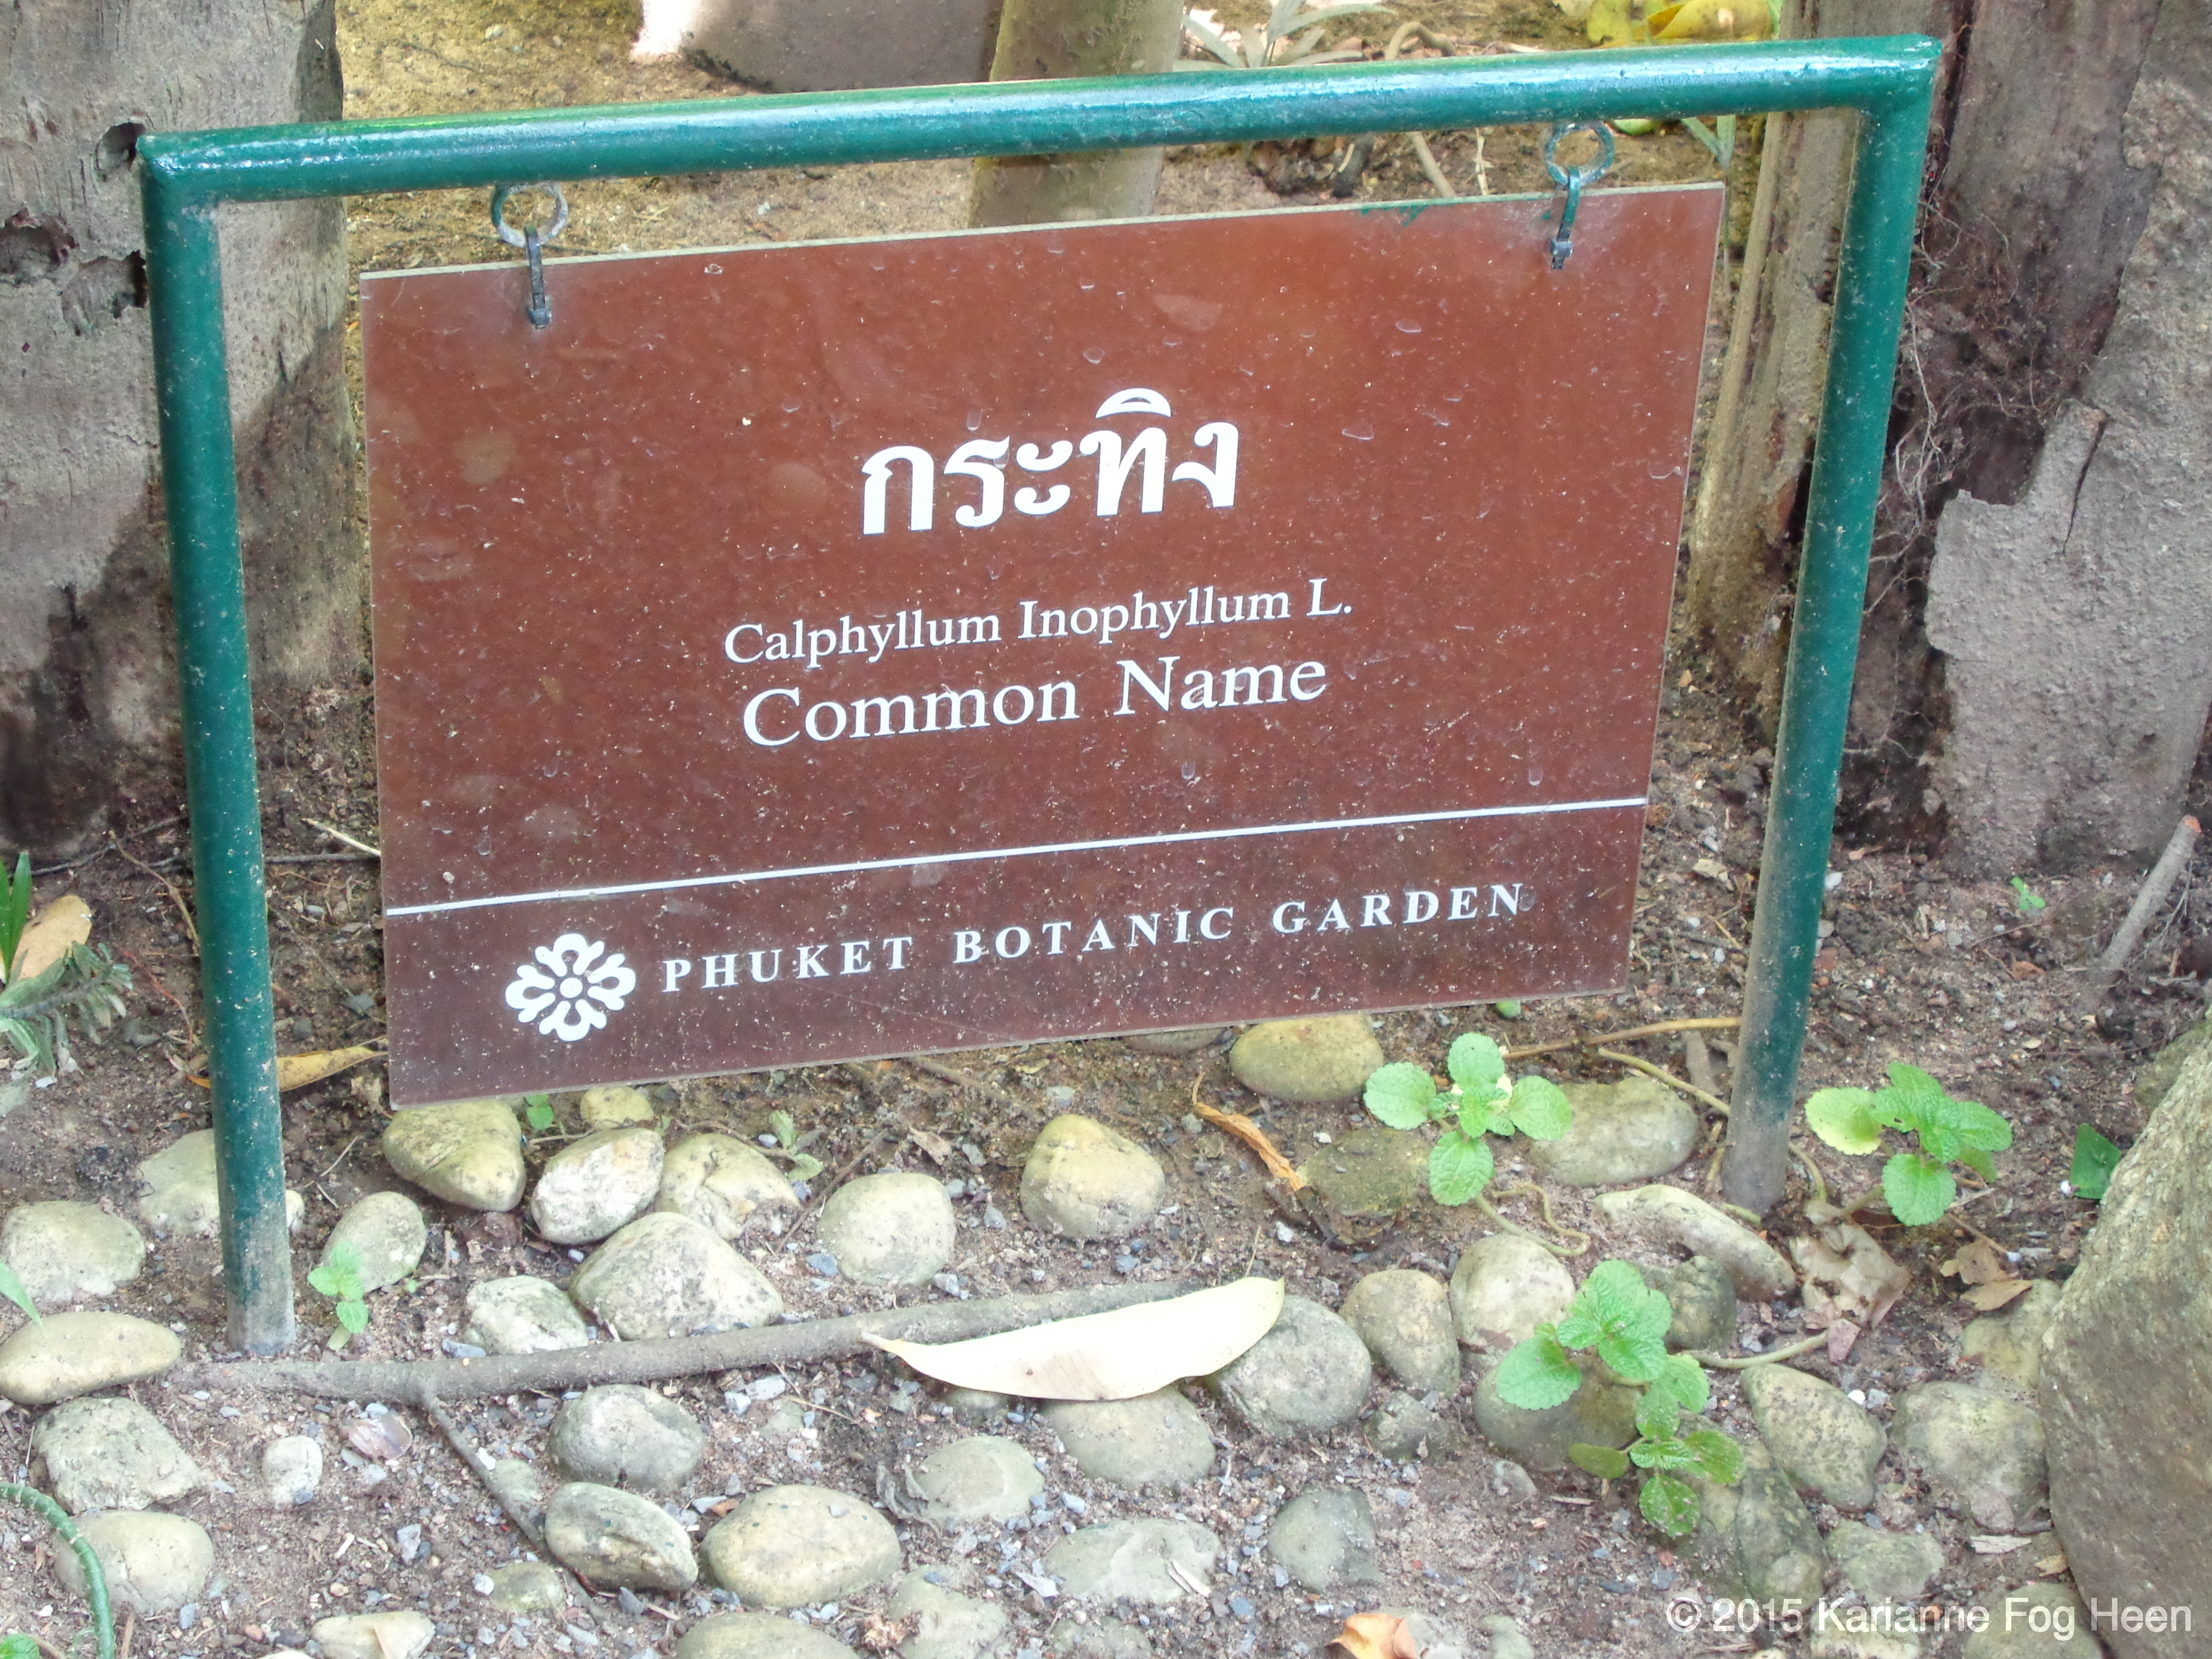 กระทิง
Calphyllum Inophyllum L.
Common Name
PHUKET BOTANIC GARDEN
© 2015 Karianne Fog Heen